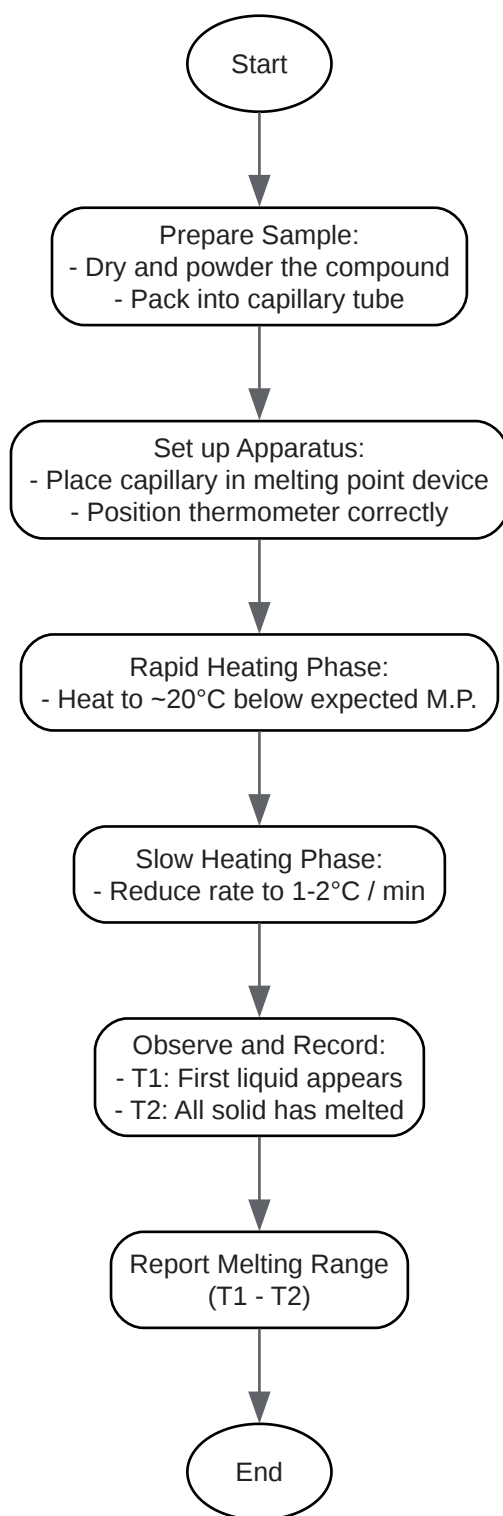 Start
Prepare Sample:
- Dry and powder the compound
- Pack into capillary tube
Set up Apparatus:
- Place capillary in melting point device
- Position thermometer correctly
Rapid Heating Phase:
- Heat to ~20°C below expected M.P.
Slow Heating Phase:
- Reduce rate to 1-2°C / min
Observe and Record:
- T1: First liquid appears
- T2: All solid has melted
Report Melting Range
(T1 - T2)
End